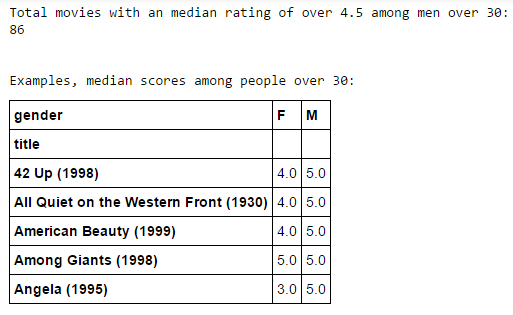 Total movies with an median rating of over 4.5 among men over 30:
86
Examples, median scores among people over 30:
gender F M
title
42 Up (1998) 4.0 5.0
All Quiet on the Western Front (1930) 4.0 5.0
American Beauty (1999) 4.0 5.0
Among Giants (1998) 5.0 5.0
Angela (1995) 3.0 5.0